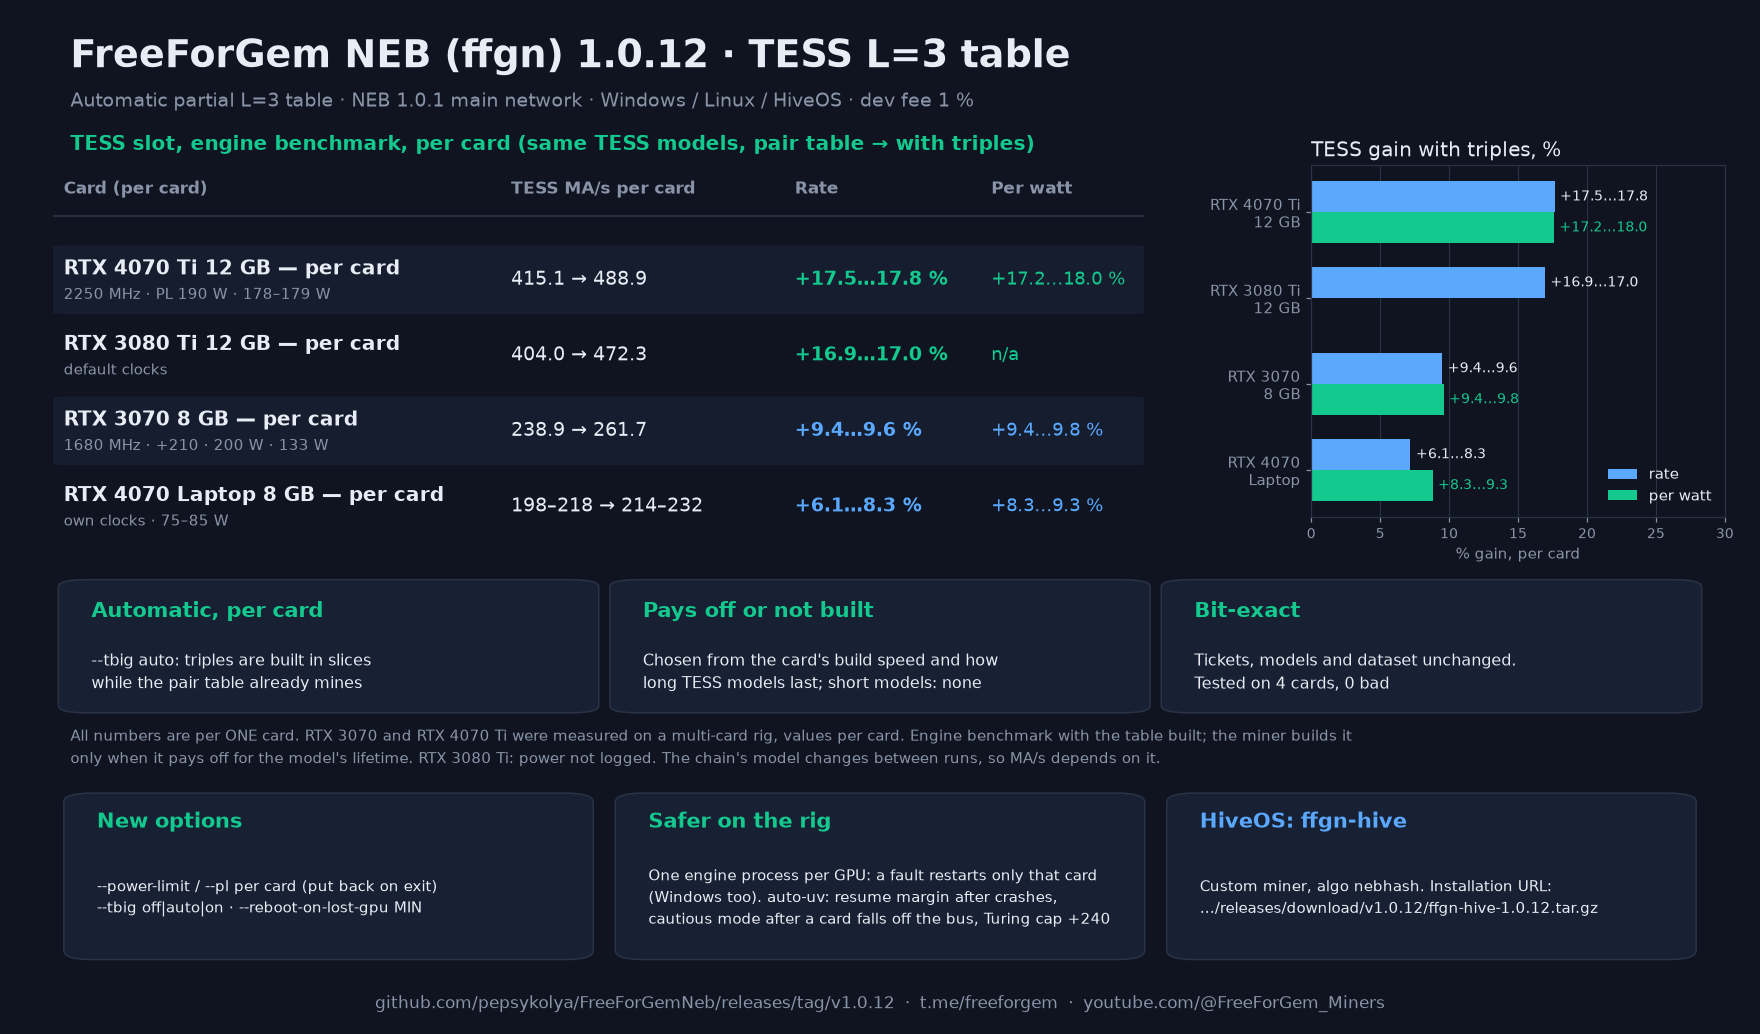 FreeForGem NEB (ffgn) 1.0.12 · TESS L=3 table
Automatic partial L=3 table · NEB 1.0.1 main network · Windows / Linux / HiveOS · dev fee 1 %
TESS slot, engine benchmark, per card (same TESS models, pair table → with triples)
Card (per card) TESS MA/s per card Rate Per watt
RTX 4070 Ti 12 GB — per card
2250 MHz · PL 190 W · 178–179 W
415.1 → 488.9 +17.5…17.8 % +17.2…18.0 %
RTX 3080 Ti 12 GB — per card
default clocks
404.0 → 472.3 +16.9…17.0 % n/a
RTX 3070 8 GB — per card
1680 MHz · +210 · 200 W · 133 W
238.9 → 261.7 +9.4…9.6 % +9.4…9.8 %
RTX 4070 Laptop 8 GB — per card
own clocks · 75–85 W
198–218 → 214–232 +6.1…8.3 % +8.3…9.3 %
TESS gain with triples, %
RTX 4070 Ti
12 GB
+17.5…17.8
+17.2…18.0
RTX 3080 Ti
12 GB
+16.9…17.0
RTX 3070
8 GB
+9.4…9.6
+9.4…9.8
RTX 4070
Laptop
+6.1…8.3
+8.3…9.3
rate
per watt
0 5 10 15 20 25 30
% gain, per card
Automatic, per card
--tbig auto: triples are built in slices
while the pair table already mines
Pays off or not built
Chosen from the card's build speed and how
long TESS models last; short models: none
Bit-exact
Tickets, models and dataset unchanged.
Tested on 4 cards, 0 bad
All numbers are per ONE card. RTX 3070 and RTX 4070 Ti were measured on a multi-card rig, values per card. Engine benchmark with the table built; the miner builds it
only when it pays off for the model's lifetime. RTX 3080 Ti: power not logged. The chain's model changes between runs, so MA/s depends on it.
New options
--power-limit / --pl per card (put back on exit)
--tbig off|auto|on · --reboot-on-lost-gpu MIN
Safer on the rig
One engine process per GPU: a fault restarts only that card
(Windows too). auto-uv: resume margin after crashes,
cautious mode after a card falls off the bus, Turing cap +240
HiveOS: ffgn-hive
Custom miner, algo nebhash. Installation URL:
…/releases/download/v1.0.12/ffgn-hive-1.0.12.tar.gz
github.com/pepsykolya/FreeForGemNeb/releases/tag/v1.0.12 · t.me/freeforgem · youtube.com/@FreeForGem_Miners